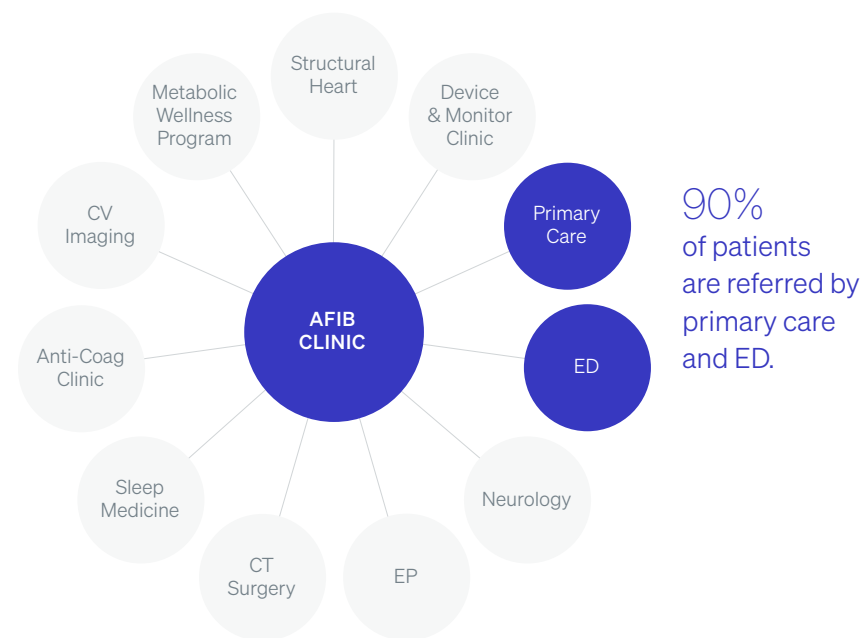 Structural
Heart
Metabolic
Wellness
Program
Device
& Monitor
Clinic
CV
Imaging
Primary
Care
90%
of patients
are referred by
primary care
and ED.
AFIB
CLINIC
Anti-Coag
Clinic
ED
Sleep
Medicine
Neurology
CT
Surgery
EP